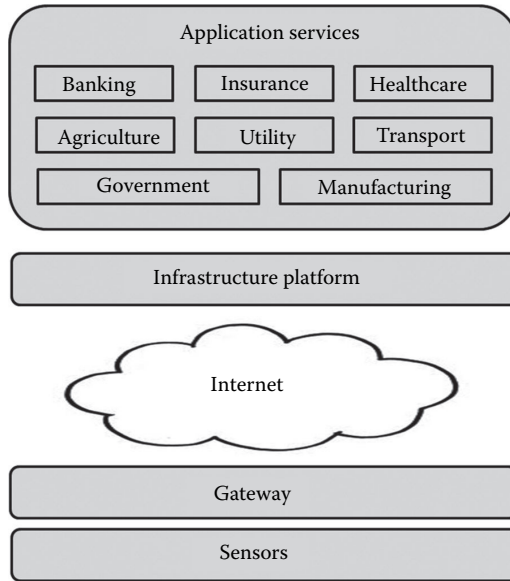 Application services
Banking
Insurance
Healthcare
Agriculture
Utility
Transport
Government
Manufacturing
Infrastructure platform
Internet
Gateway
Sensors